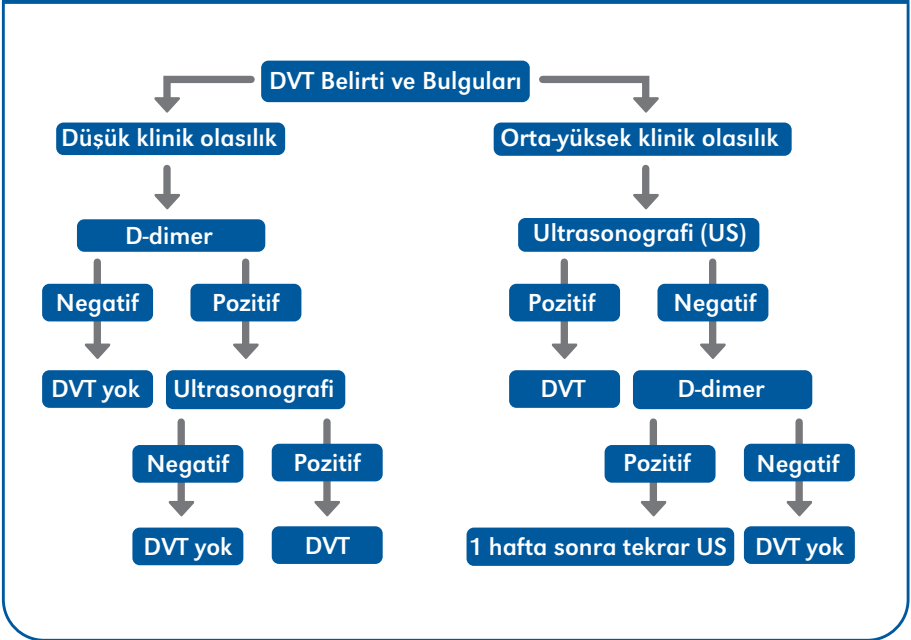 DVT Belirti ve Bulguları
Düşük klinik olasılık
Orta-yüksek klinik olasılık
D-dimer
Ultrasonografi (US)
Negatif
Pozitif
Pozitif
Negatif
DVT yok
Ultrasonografi
DVT
D-dimer
Negatif
Pozitif
Pozitif
Negatif
DVT yok
DVT
1 hafta sonra tekrar US
DVT yok